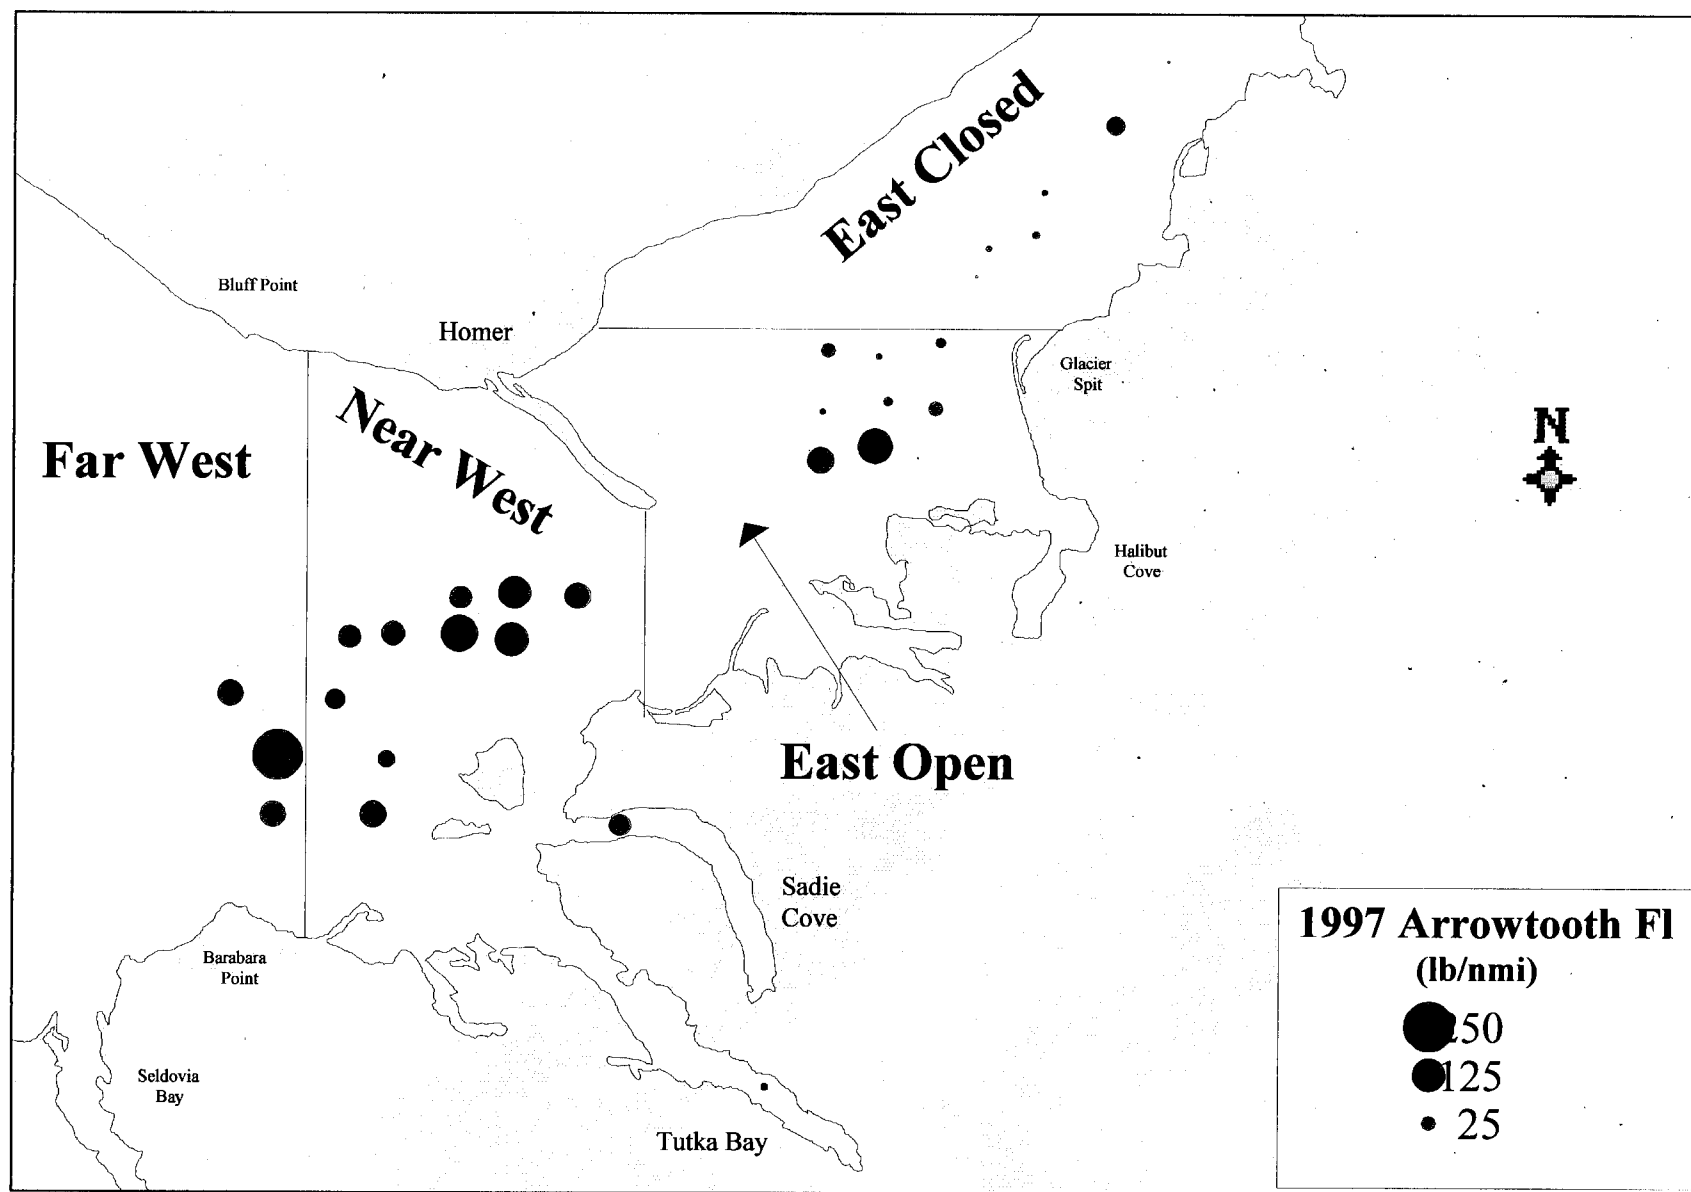 East Closed
Bluff Point
Homer
Glacier
Spit
Near West
Far West
N
Halibut
Cove
East Open
Sadie
Cove
1997 Arrowtooth Fl
(lb/nmi)
250
125
25
Barabara
Point
Seldovia
Bay
Tutka Bay